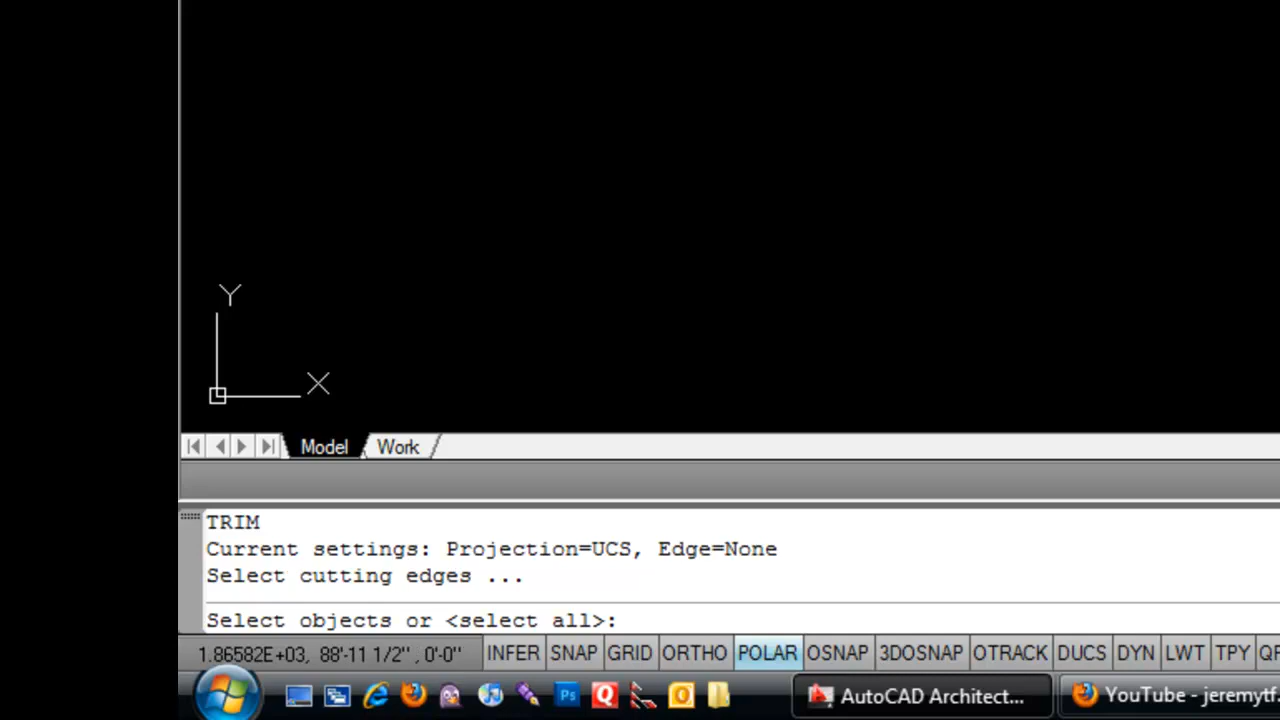 Y
X
Model Work
TRIM
Current settings: Projection=UCS, Edge=None
Select cutting edges ...
Select objects or <select all>:
1.86582E+03, 88'-11 1/2", 0'-0" INFER SNAP GRID ORTHO POLAR OSNAP 3DOSNAP OTRACK DUCS DYN LWT TPY QP
Ps Q O AutoCAD Architect... YouTube - jeremytf